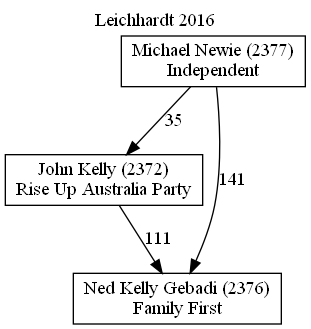 Leichhardt 2016
Michael Newie (2377)
Independent
35
John Kelly (2372)
Rise Up Australia Party
141
111
Ned Kelly Gebadi (2376)
Family First